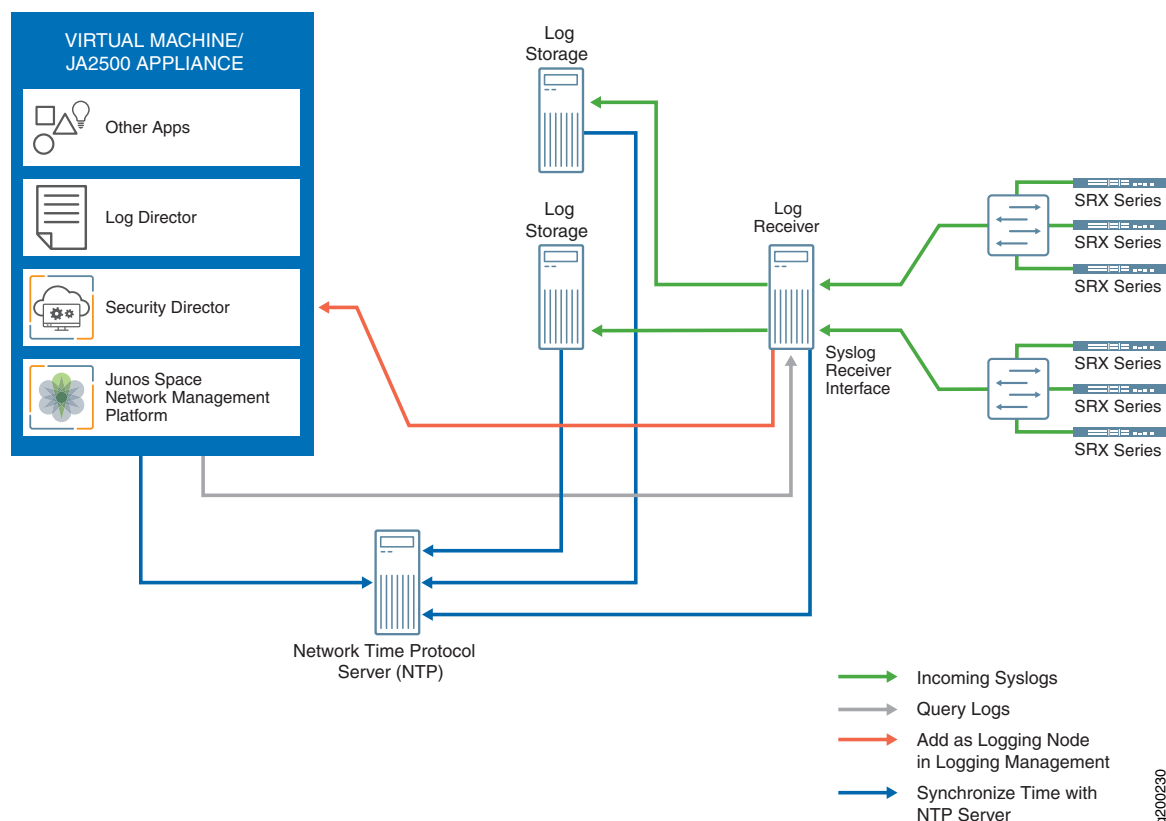 VIRTUAL MACHINE/
JA2500 APPLIANCE
Other Apps
Log Director
Security Director
Junos Space
Network Management
Platform
Log
Storage
Log
Storage
Log
Receiver
Syslog
Receiver
Interface
SRX Series
SRX Series
SRX Series
SRX Series
SRX Series
SRX Series
Network Time Protocol
Server (NTP)
Incoming Syslogs
Query Logs
Add as Logging Node
in Logging Management
Synchronize Time with
NTP Server
g200230